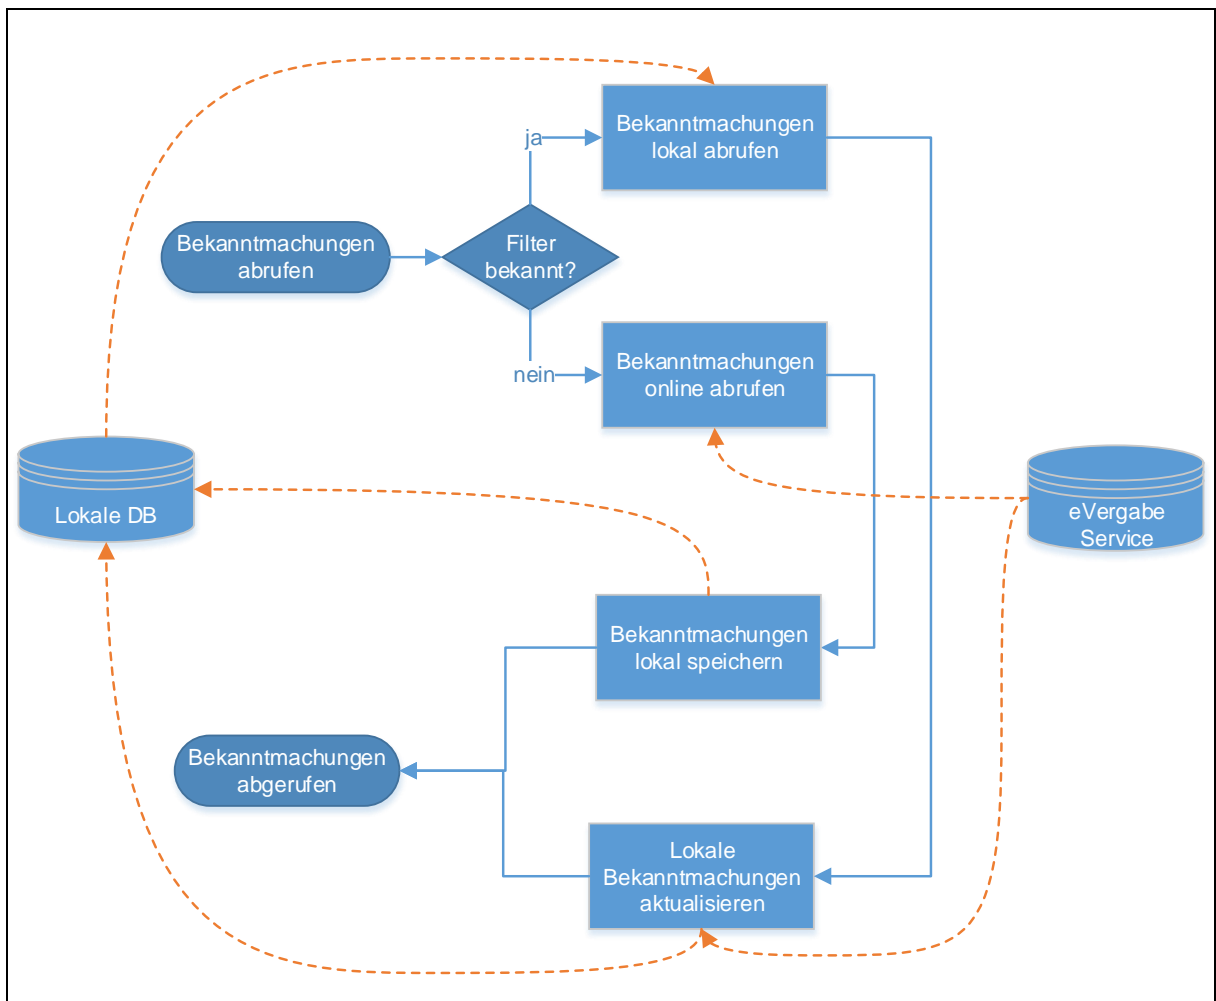 Bekanntmachungen
lokal abrufen
ja
Bekanntmachungen
abrufen
Filter
bekannt?
nein
Bekanntmachungen
online abrufen
Lokale DB
eVergabe
Service
Bekanntmachungen
lokal speichern
Bekanntmachungen
abgerufen
Lokale
Bekanntmachungen
aktualisieren